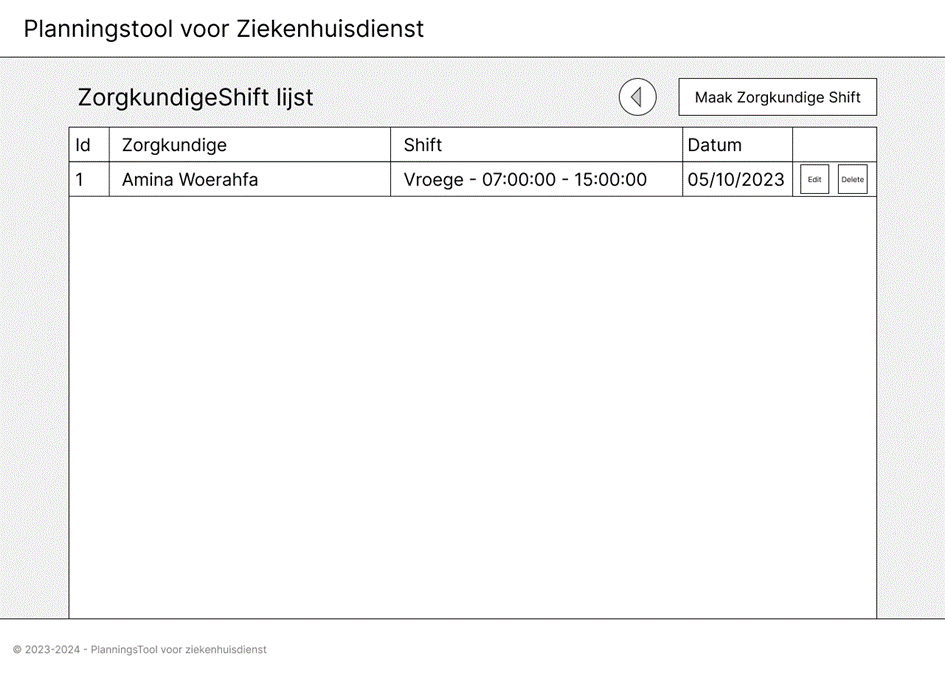 Planningstool voor Ziekenhuisdienst
ZorgkundigeShift lijst
Maak Zorgkundige Shift
Id Zorgkundige Shift Datum
1 Amina Woerahfa Vroege - 07:00:00 - 15:00:00 05/10/2023 Edit Delete
© 2023-2024 - PlanningsTool voor ziekenhuisdienst